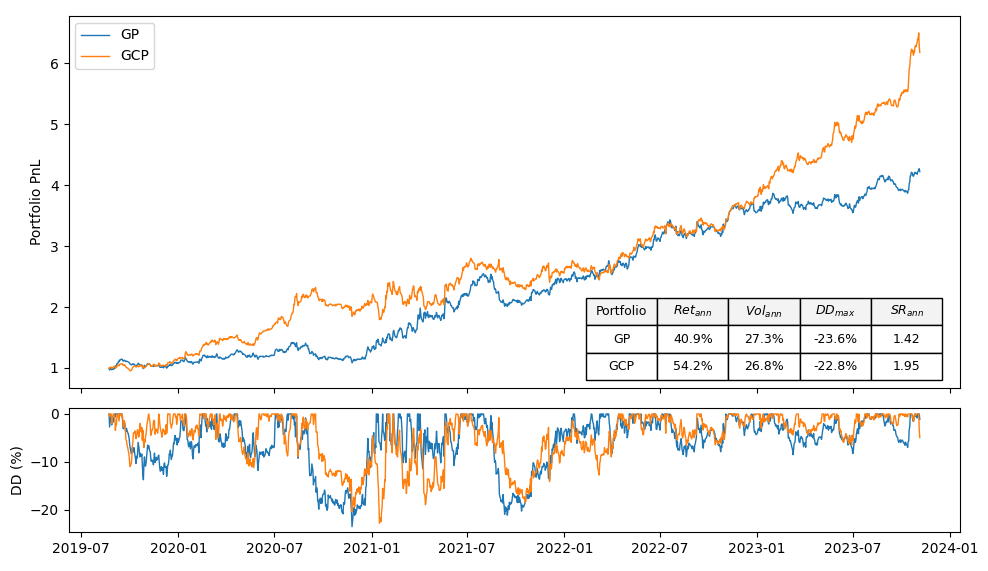 GP
GCP
Portfolio PnL
6
5
4
3
2
1
Portfolio Ret_ann Vol_ann DD_max SR_ann
GP 40.9% 27.3% -23.6% 1.42
GCP 54.2% 26.8% -22.8% 1.95
DD (%)
0
−10
−20
2019-07 2020-01 2020-07 2021-01 2021-07 2022-01 2022-07 2023-01 2023-07 2024-01